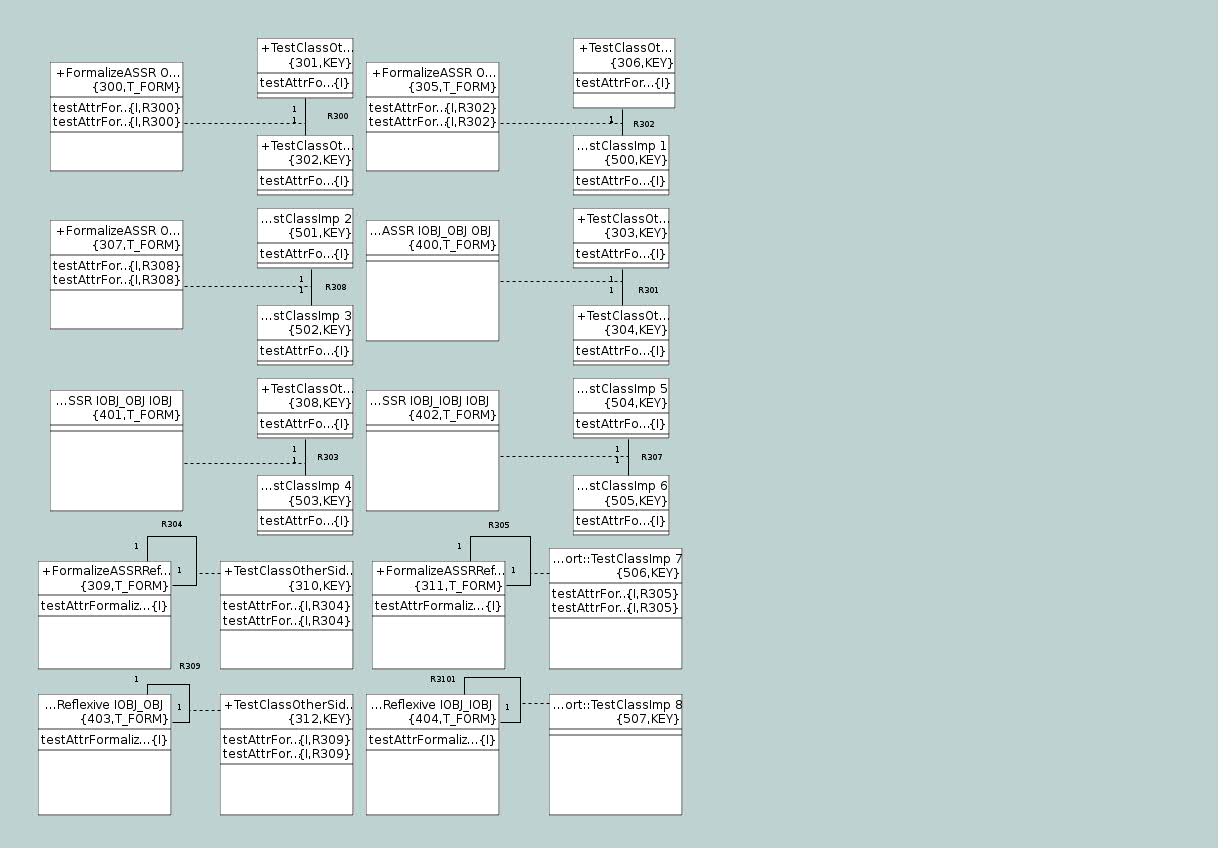 +FormalizeASSR O...
{300,T_FORM}
testAttrFor...{I,R300}
testAttrFor...{I,R300}
+TestClassOt...
{301,KEY}
testAttrFo...{I}
1
1
R300
+TestClassOt...
{302,KEY}
testAttrFo...{I}
+FormalizeASSR O...
{305,T_FORM}
testAttrFor...{I,R302}
testAttrFor...{I,R302}
+TestClassOt...
{306,KEY}
testAttrFor...{I}
1
R302
...stClassImp 1
{500,KEY}
testAttrFo...{I}
+FormalizeASSR O...
{307,T_FORM}
testAttrFor...{I,R308}
testAttrFor...{I,R308}
...stClassImp 2
{501,KEY}
testAttrFo...{I}
1
1
R308
...stClassImp 3
{502,KEY}
testAttrFo...{I}
...ASSR IOBJ_OBJ OBJ
{400,T_FORM}
+TestClassOt...
{303,KEY}
testAttrFo...{I}
1
1
R301
+TestClassOt...
{304,KEY}
testAttrFo...{I}
...SSR IOBJ_OBJ IOBJ
{401,T_FORM}
+TestClassOt...
{308,KEY}
testAttrFo...{I}
1
1
R303
...stClassImp 4
{503,KEY}
testAttrFo...{I}
...SSR IOBJ_IOBJ IOBJ
{402,T_FORM}
...stClassImp 5
{504,KEY}
testAttrFo...{I}
1
1
R307
...stClassImp 6
{505,KEY}
testAttrFo...{I}
R304
1
1
+FormalizeASSRRef...
{309,T_FORM}
testAttrFormaliz...{I}
+TestClassOtherSid...
{310,KEY}
testAttrFor...{I,R304}
testAttrFor...{I,R304}
R305
1
1
+FormalizeASSRRef...
{311,T_FORM}
testAttrFormaliz...{I}
...ort::TestClassImp 7
{506,KEY}
testAttrFor...{I,R305}
testAttrFor...{I,R305}
R309
1
1
...Reflexive IOBJ_OBJ
{403,T_FORM}
testAttrFormaliz...{I}
+TestClassOtherSid...
{312,KEY}
testAttrFor...{I,R309}
testAttrFor...{I,R309}
R3101
1
...Reflexive IOBJ_IOBJ
{404,T_FORM}
testAttrFormaliz...{I}
...ort::TestClassImp 8
{507,KEY}